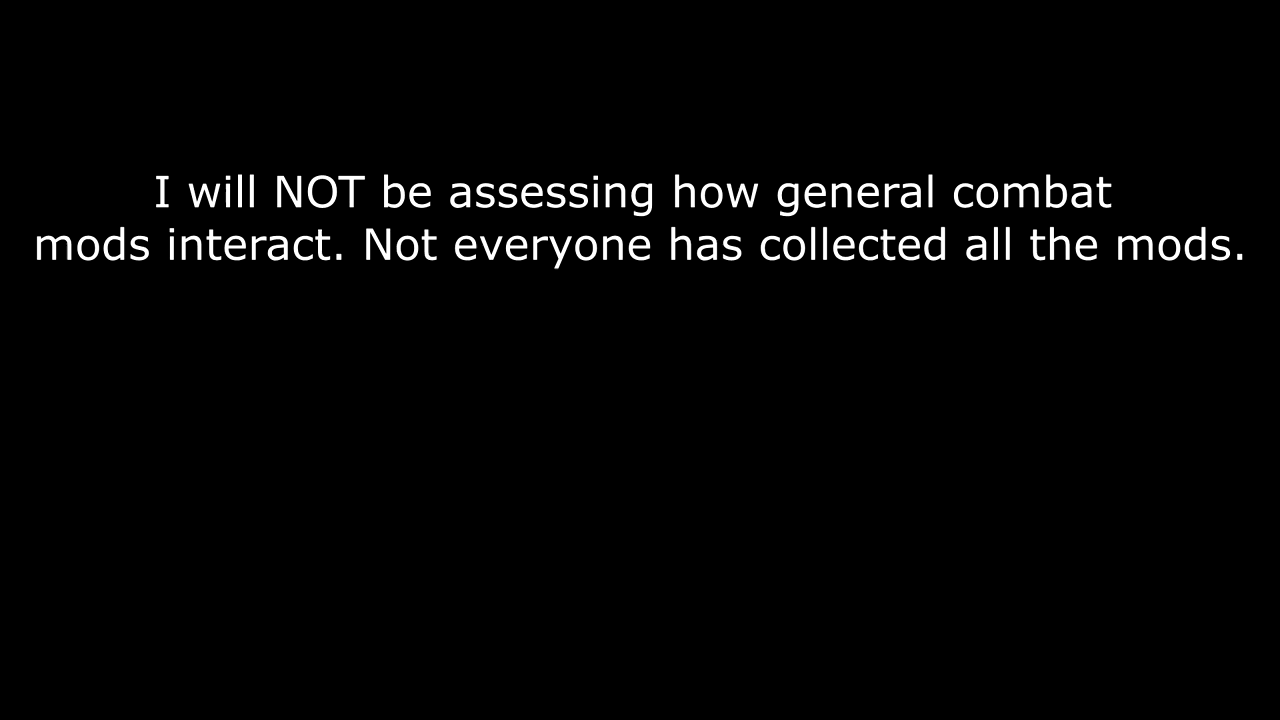 I will NOT be assessing how general combat
mods interact. Not everyone has collected all the mods.